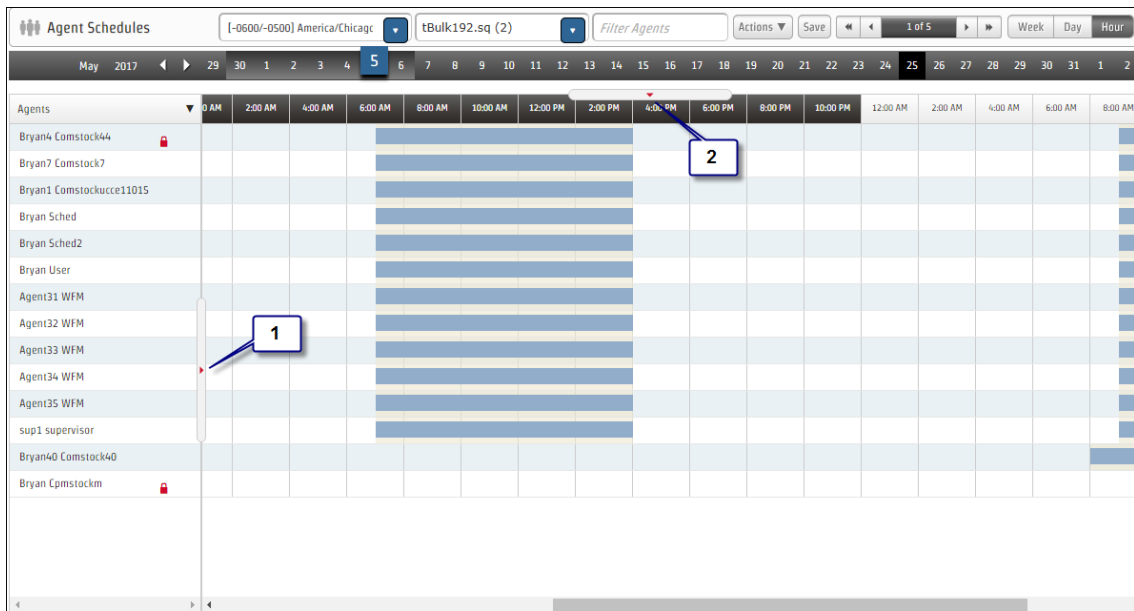 Agent Schedules [-0600/-0500] America/Chicagc tBulk192.sq (2) Filter Agents Actions ▼ Save 1 of 5 Week Day Hour
May 2017 29 30 1 2 3 4 5 6 7 8 9 10 11 12 13 14 15 16 17 18 19 20 21 22 23 24 25 26 27 28 29 30 31 1 2
Agents 0 AM 2:00 AM 4:00 AM 6:00 AM 8:00 AM 10:00 AM 12:00 PM 2:00 PM 4:00 PM 6:00 PM 8:00 PM 10:00 PM 12:00 AM 2:00 AM 4:00 AM 6:00 AM 8:00 AM
Bryan4 Comstock44
2
Bryan7 Comstock7
Bryan1 Comstockucce11015
Bryan Sched
Bryan Sched2
Bryan User
Agent31 WFM
Agent32 WFM
1
Agent33 WFM
Agent34 WFM
Agent35 WFM
sup1 supervisor
Bryan40 Comstock40
Bryan Cpmstockm